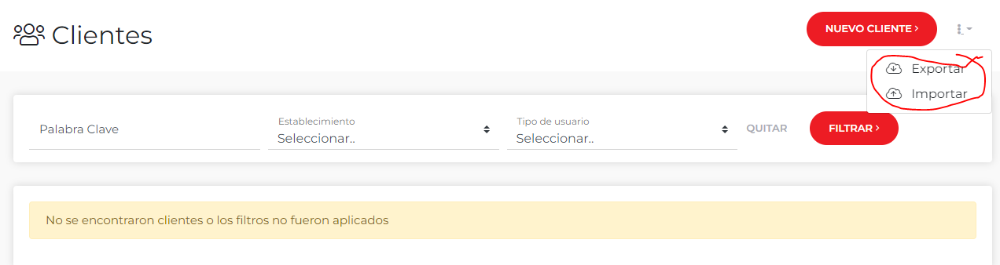 Clientes
NUEVO CLIENTE
Exportar
Importar
Palabra Clave
Establecimiento
Seleccionar..
Tipo de usuario
Seleccionar..
QUITAR
FILTRAR
No se encontraron clientes o los filtros no fueron aplicados